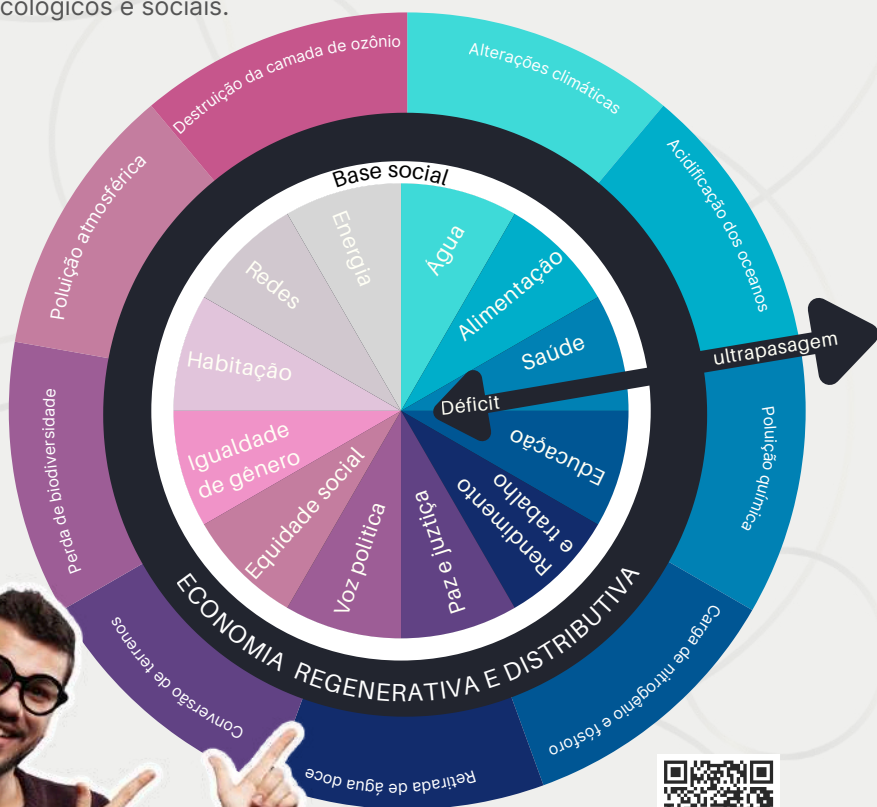 cológicos e sociais.
Destruição da camada de ozônio
Alterações climáticas
Acidificação dos oceanos
Poluição química
Carga de nitrogênio e fósforo
Retirada de água doce
Conversão de terrenos
Perda de biodiversidade
Poluição atmosférica
Base social
Energia
Água
Alimentação
Saúde
Educação
Rendimento
e trabalho
Paz e juztiça
Voz politica
Equidade social
Igualdade
de gênero
Habitação
Redes
Déficit
ultrapasagem
ECONOMIA REGENERATIVA E DISTRIBUTIVA